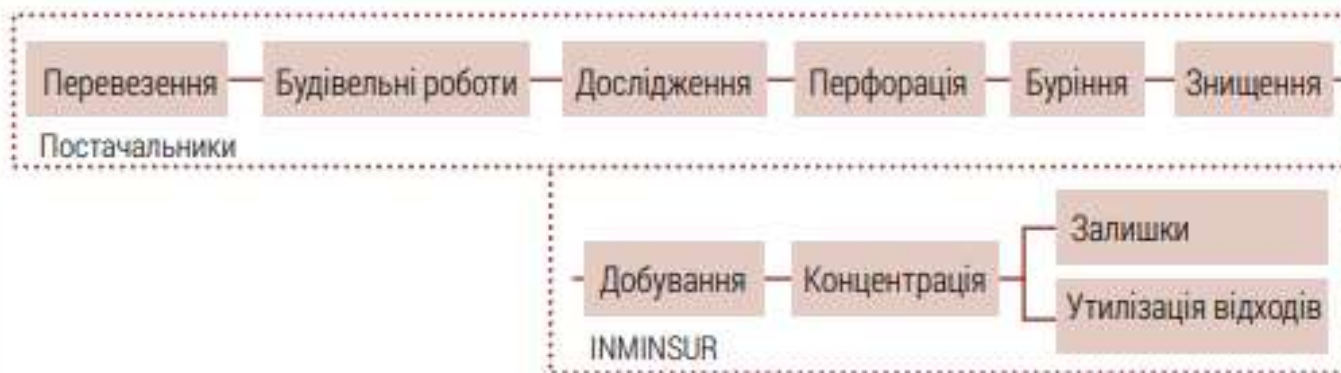 Перевезення
Будівельні роботи
Дослідження
Перфорація
Буріння
Знищення
Постачальники
Добування
Концентрація
Залишки
Утилізація відходів
INMINSUR